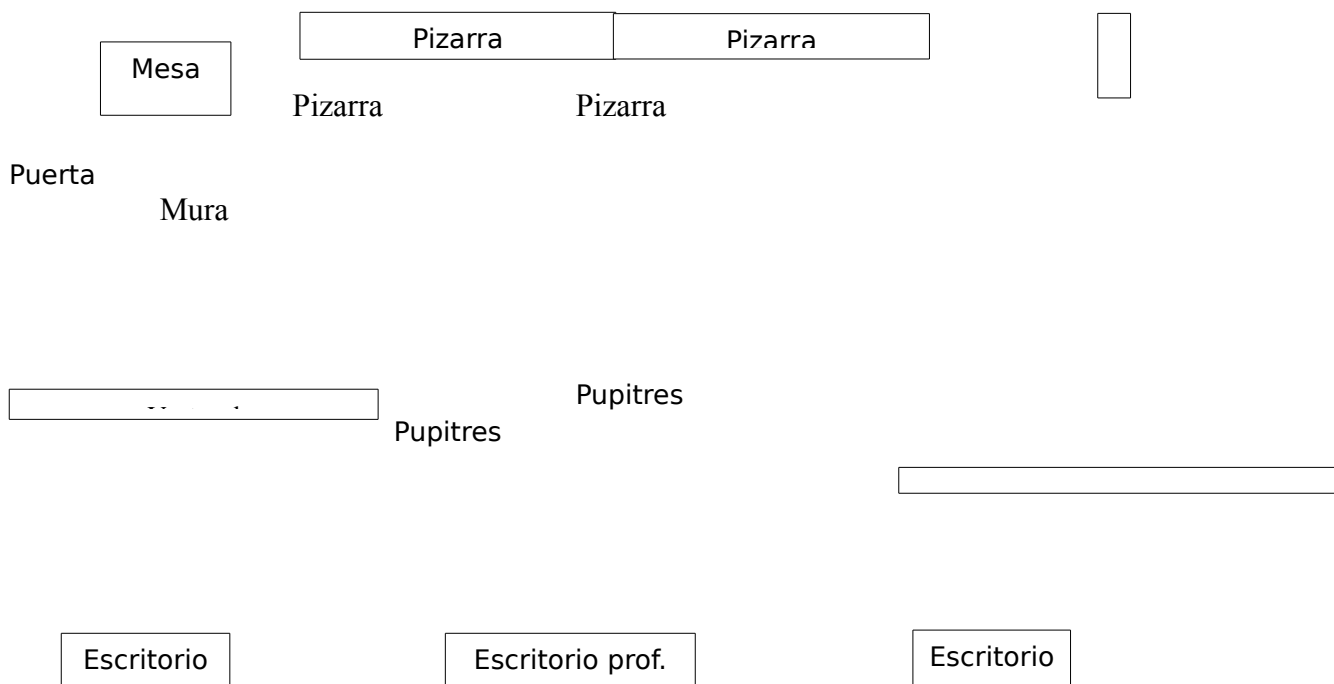 Pizarra
Pizarra
Mesa
Pizarra
Pizarra
Puerta
Mura
Pupitres
Pupitres
Escritorio
Escritorio prof.
Escritorio